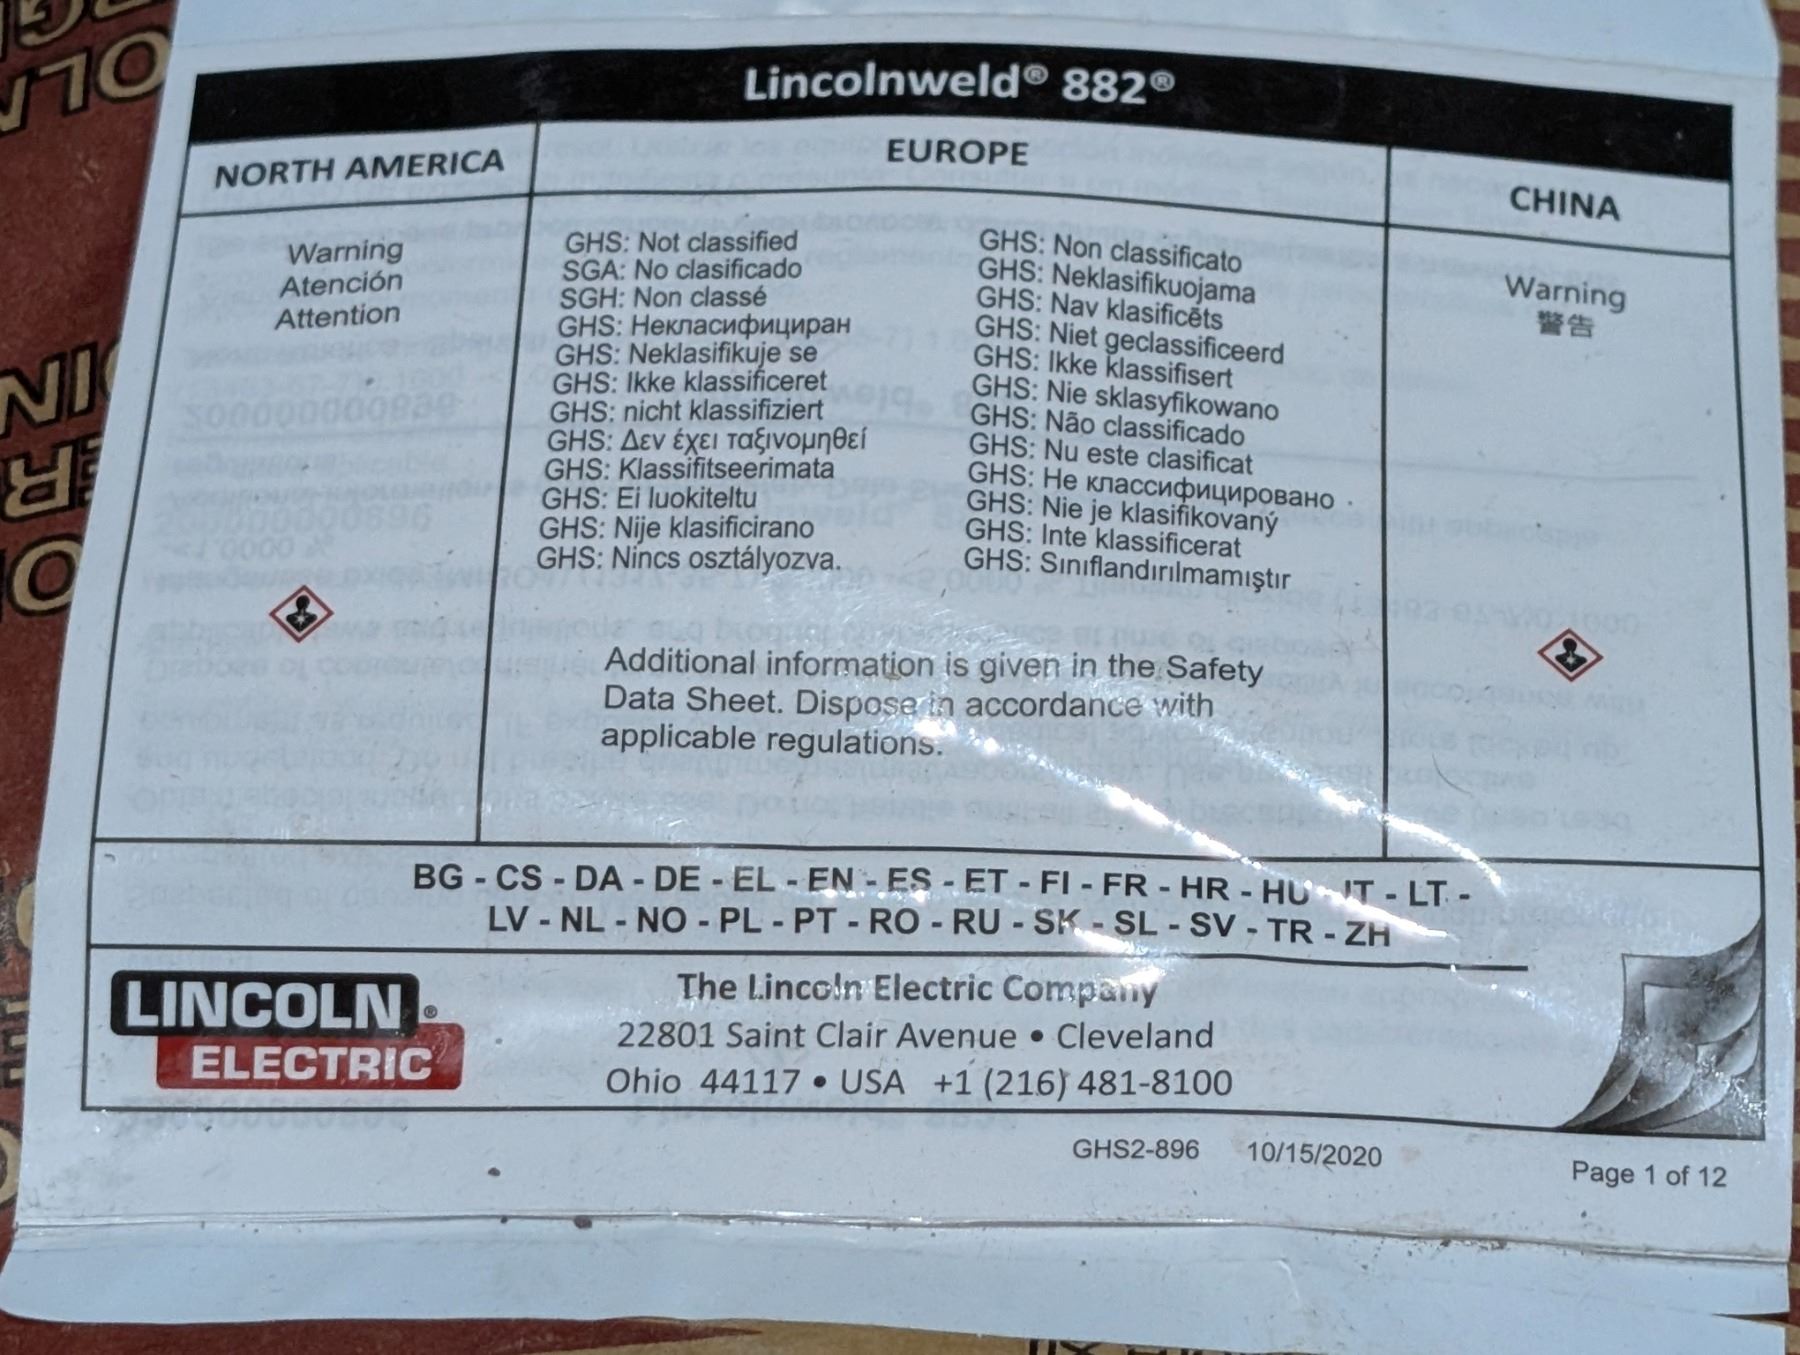 Lincolnweld® 882®
NORTH AMERICA
Warning
Atención
Attention
EUROPE
GHS: Not classified
SGA: No clasificado
SGH: Non classé
GHS: Некласифициран
GHS: Neklasifikuje se
GHS: Ikke klassificeret
GHS: nicht klassifiziert
GHS: Δεν έχει ταξινομηθεί
GHS: Klassifitseerimata
GHS: Ei luokiteltu
GHS: Nije klasificirano
GHS: Nincs osztályozva.
GHS: Non classificato
GHS: Neklasifikuojama
GHS: Nav klasificēts
GHS: Niet geclassificeerd
GHS: Ikke klassifisert
GHS: Nie sklasyfikowano
GHS: Não classificado
GHS: Nu este clasificat
GHS: Не классифицировано
GHS: Nie je klasifikovaný
GHS: Inte klassificerat
GHS: Sınıflandırılmamıştır
Additional information is given in the Safety
Data Sheet. Dispose in accordance with
applicable regulations.
CHINA
Warning
警告
BG - CS - DA - DE - EL - EN - ES - ET - FI - FR - HR - HU - IT - LT -
LV - NL - NO - PL - PT - RO - RU - SK - SL - SV - TR - ZH
LINCOLN®
ELECTRIC
The Lincoln Electric Company
22801 Saint Clair Avenue • Cleveland
Ohio 44117 • USA +1 (216) 481-8100
GHS2-896 10/15/2020
Page 1 of 12